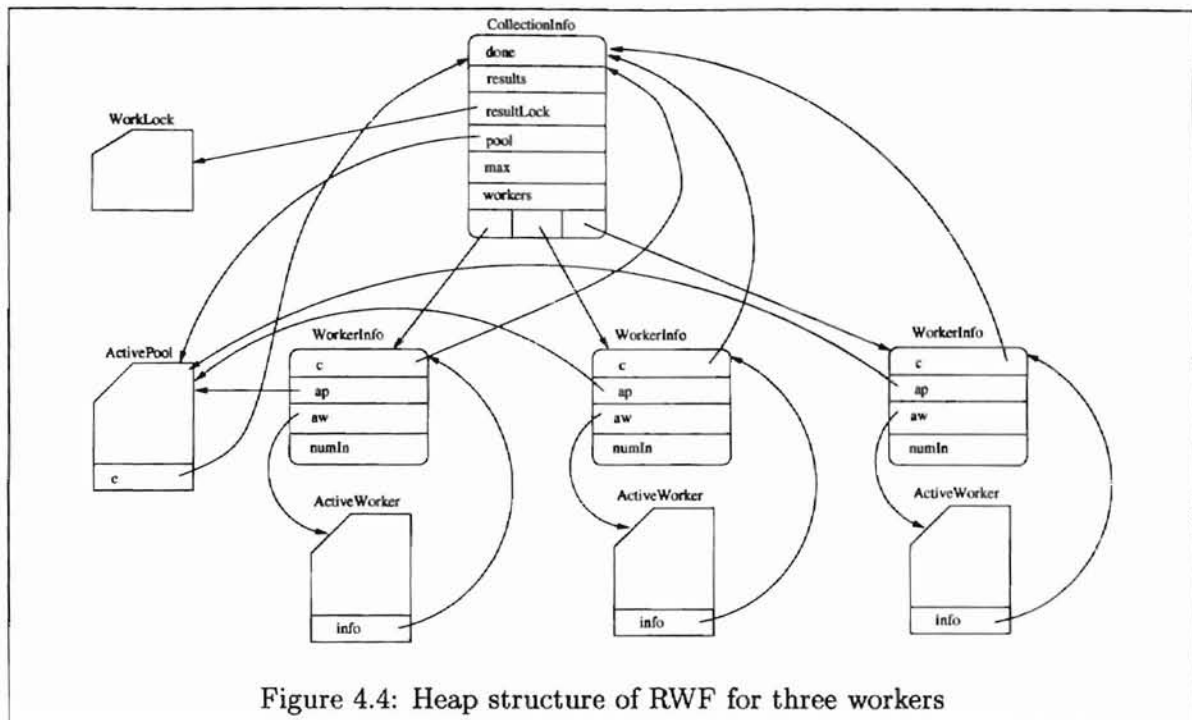 CollectionInfo
done
results
resultLock
pool
max
workers
WorkLock
ActivePool
c
WorkerInfo
c
ap
aw
numIn
WorkerInfo
c
ap
aw
numIn
WorkerInfo
c
ap
aw
numIn
ActiveWorker
info
ActiveWorker
info
ActiveWorker
info
Figure 4.4: Heap structure of RWF for three workers